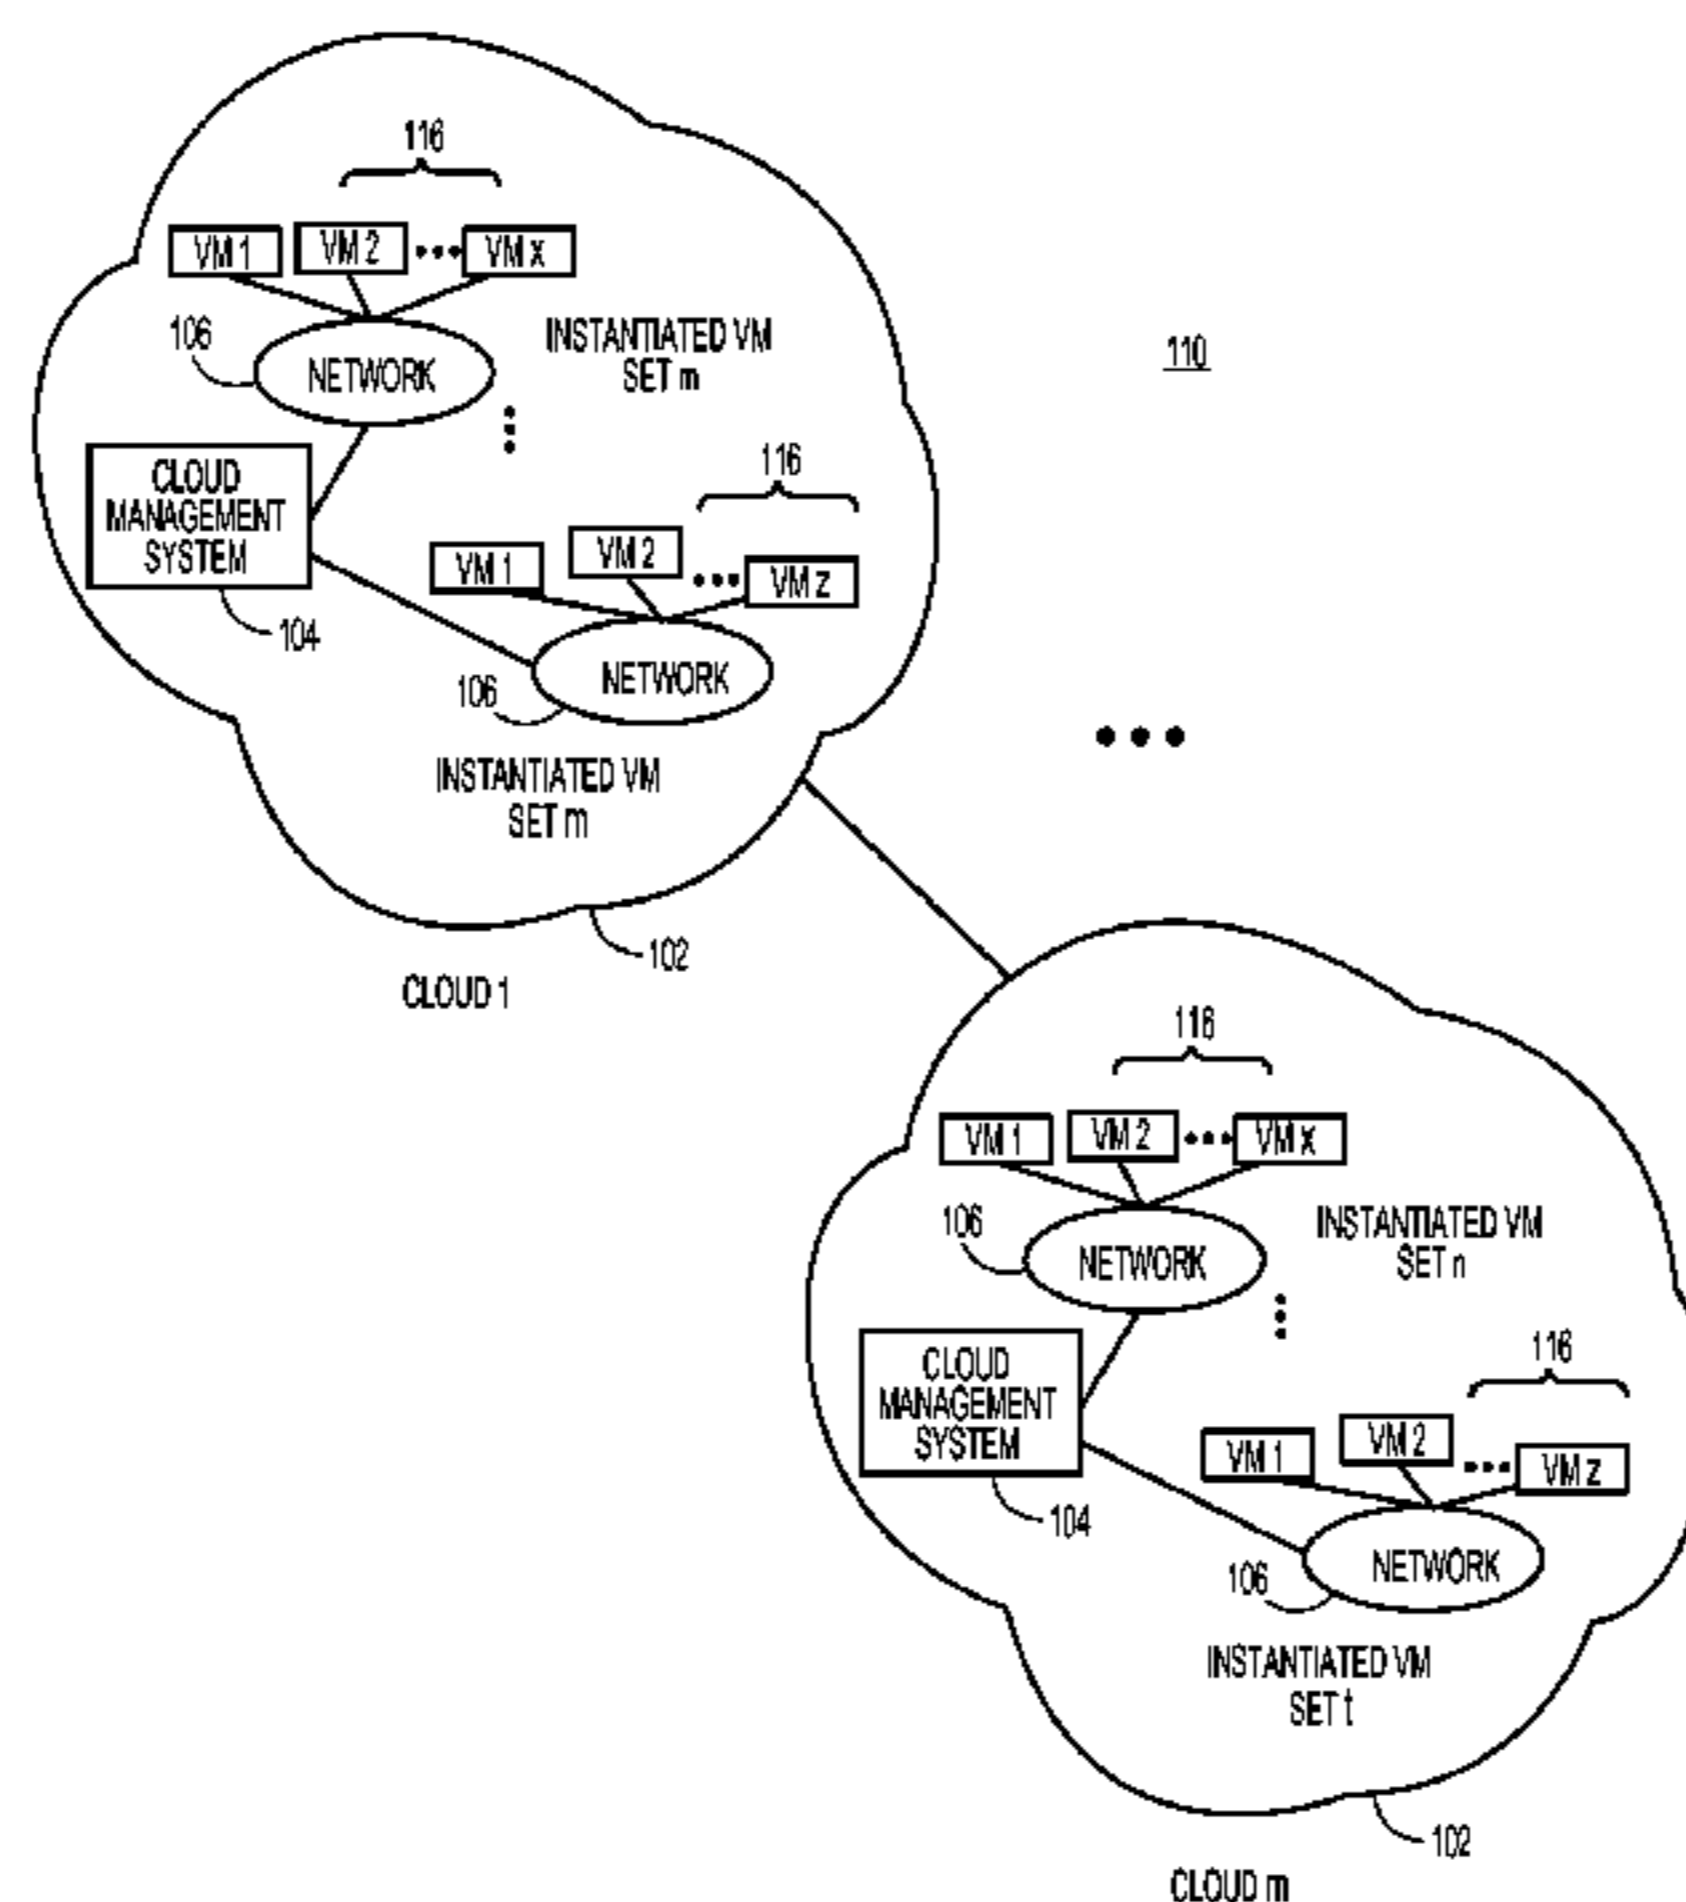 116
VM 1
VM 2
VM x
106
NETWORK
INSTANTIATED VM
SET m
110
CLOUD
MANAGEMENT
SYSTEM
104
116
VM 1
VM 2
VM z
106
NETWORK
INSTANTIATED VM
SET m
102
CLOUD 1
116
VM 1
VM 2
VM x
106
NETWORK
INSTANTIATED VM
SET n
CLOUD
MANAGEMENT
SYSTEM
104
116
VM 1
VM 2
VM z
106
NETWORK
INSTANTIATED VM
SET t
102
CLOUD m